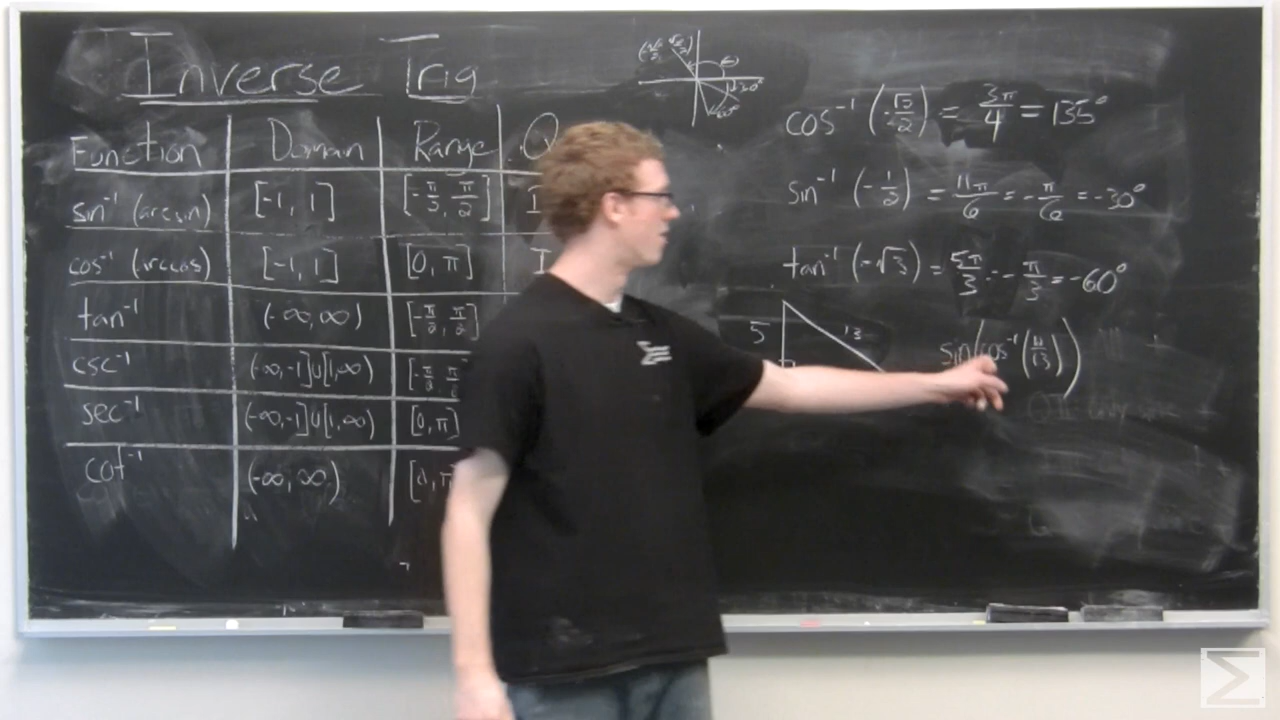 Inverse Trig
Function Domain Range Q
sin⁻¹ (arcsin) [-1, 1] [-π/2, π/2] I
cos⁻¹ (arccos) [-1, 1] [0, π] I
tan⁻¹ (-∞, ∞) [-π/2, π/2]
csc⁻¹ (-∞, -1]U[1, ∞) [-π/2, π/2
sec⁻¹ (-∞, -1]U[1, ∞) [0, π]
cot⁻¹ (-∞, ∞) [0, π
cos⁻¹ (-√2/2) = 3π/4 = 135°
sin⁻¹ (-1/2) = 11π/6 = -π/6 = -30°
tan⁻¹ (-√3) = 5π/3 = -π/3 = -60°
5 13
sin(cos⁻¹(12/13))
Σ